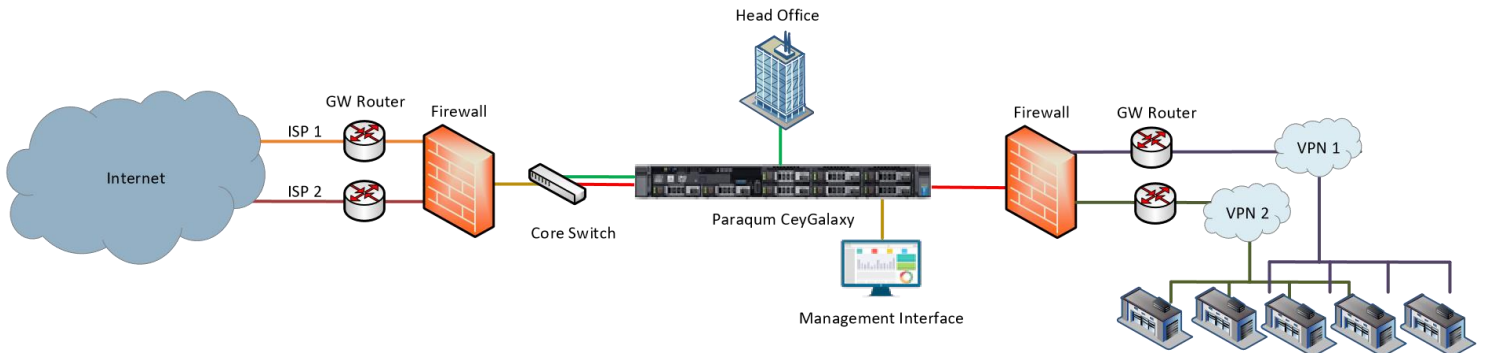 Head Office
GW Router
Firewall
ISP 1
Internet
ISP 2
Core Switch
Paraqum CeyGalaxy
Management Interface
Firewall
GW Router
VPN 1
VPN 2